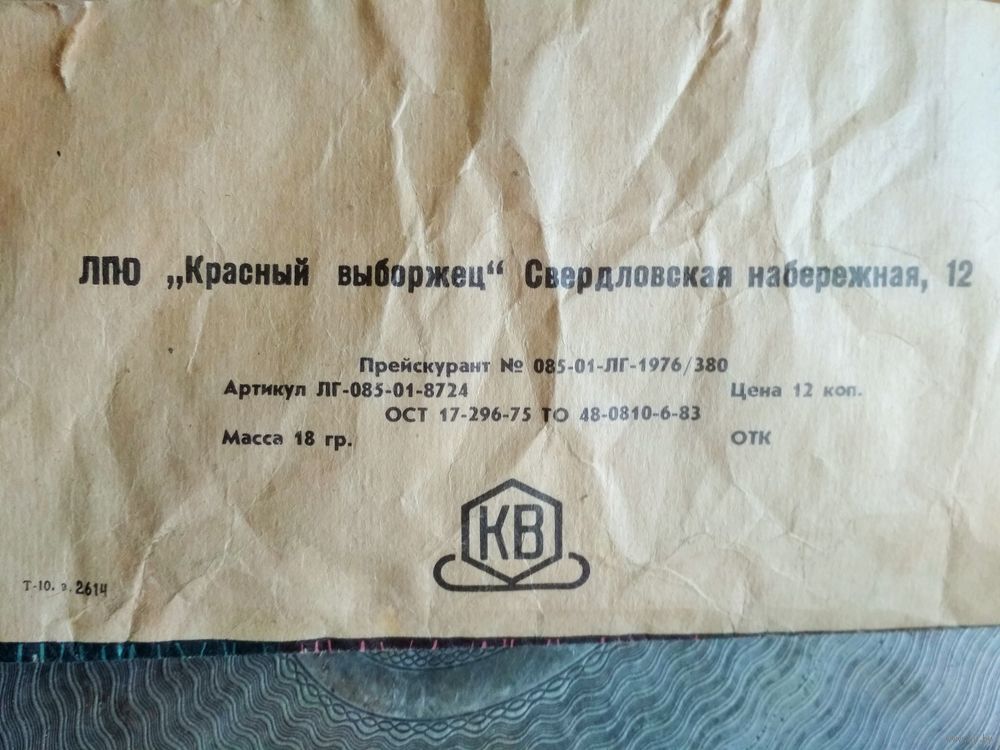 ЛПО „Красный выборжец“ Свердловская набережная, 12
Прейскурант № 085-01-ЛГ-1976/380
Артикул ЛГ-085-01-8724 Цена 12 коп.
ОСТ 17-296-75 ТО 48-0810-6-83
Масса 18 гр. ОТК
КВ
Т-10. з. 2614